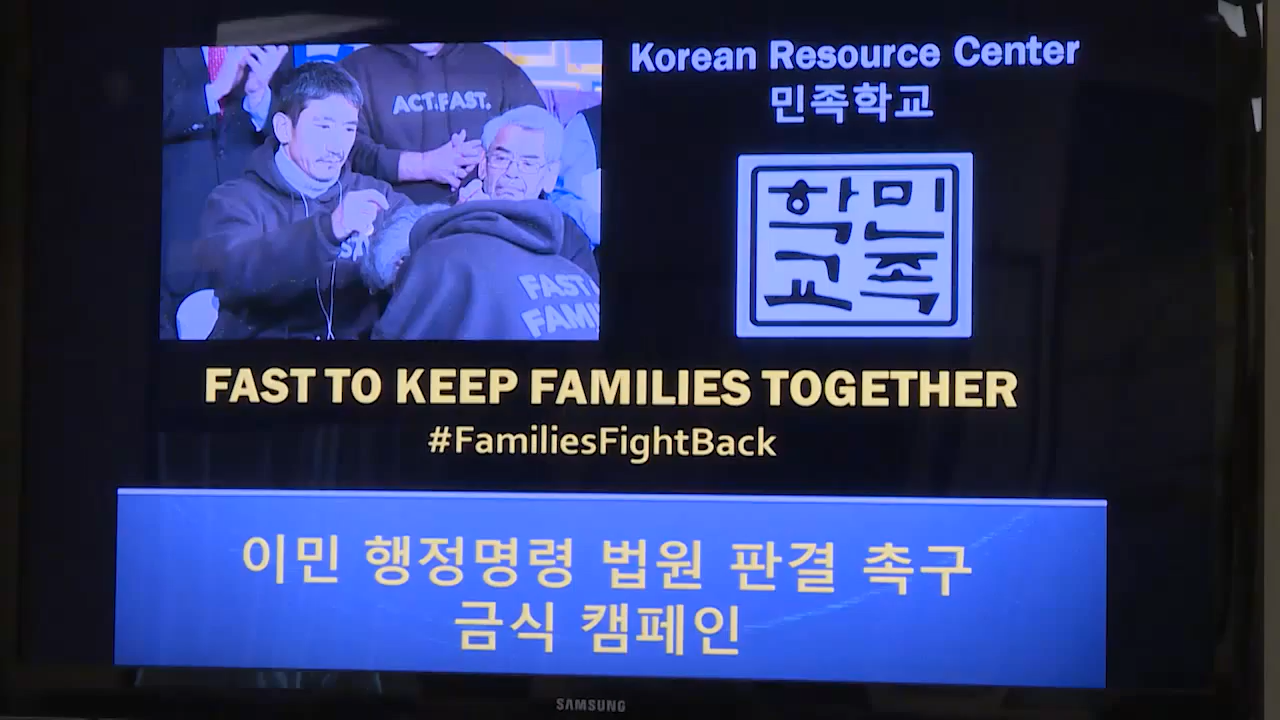 ACT.FAST.
FAST
FAMI
Korean Resource Center
민족학교
학민
교족
FAST TO KEEP FAMILIES TOGETHER
#FamiliesFightBack
이민 행정명령 법원 판결 촉구
금식 캠페인
SAMSUNG